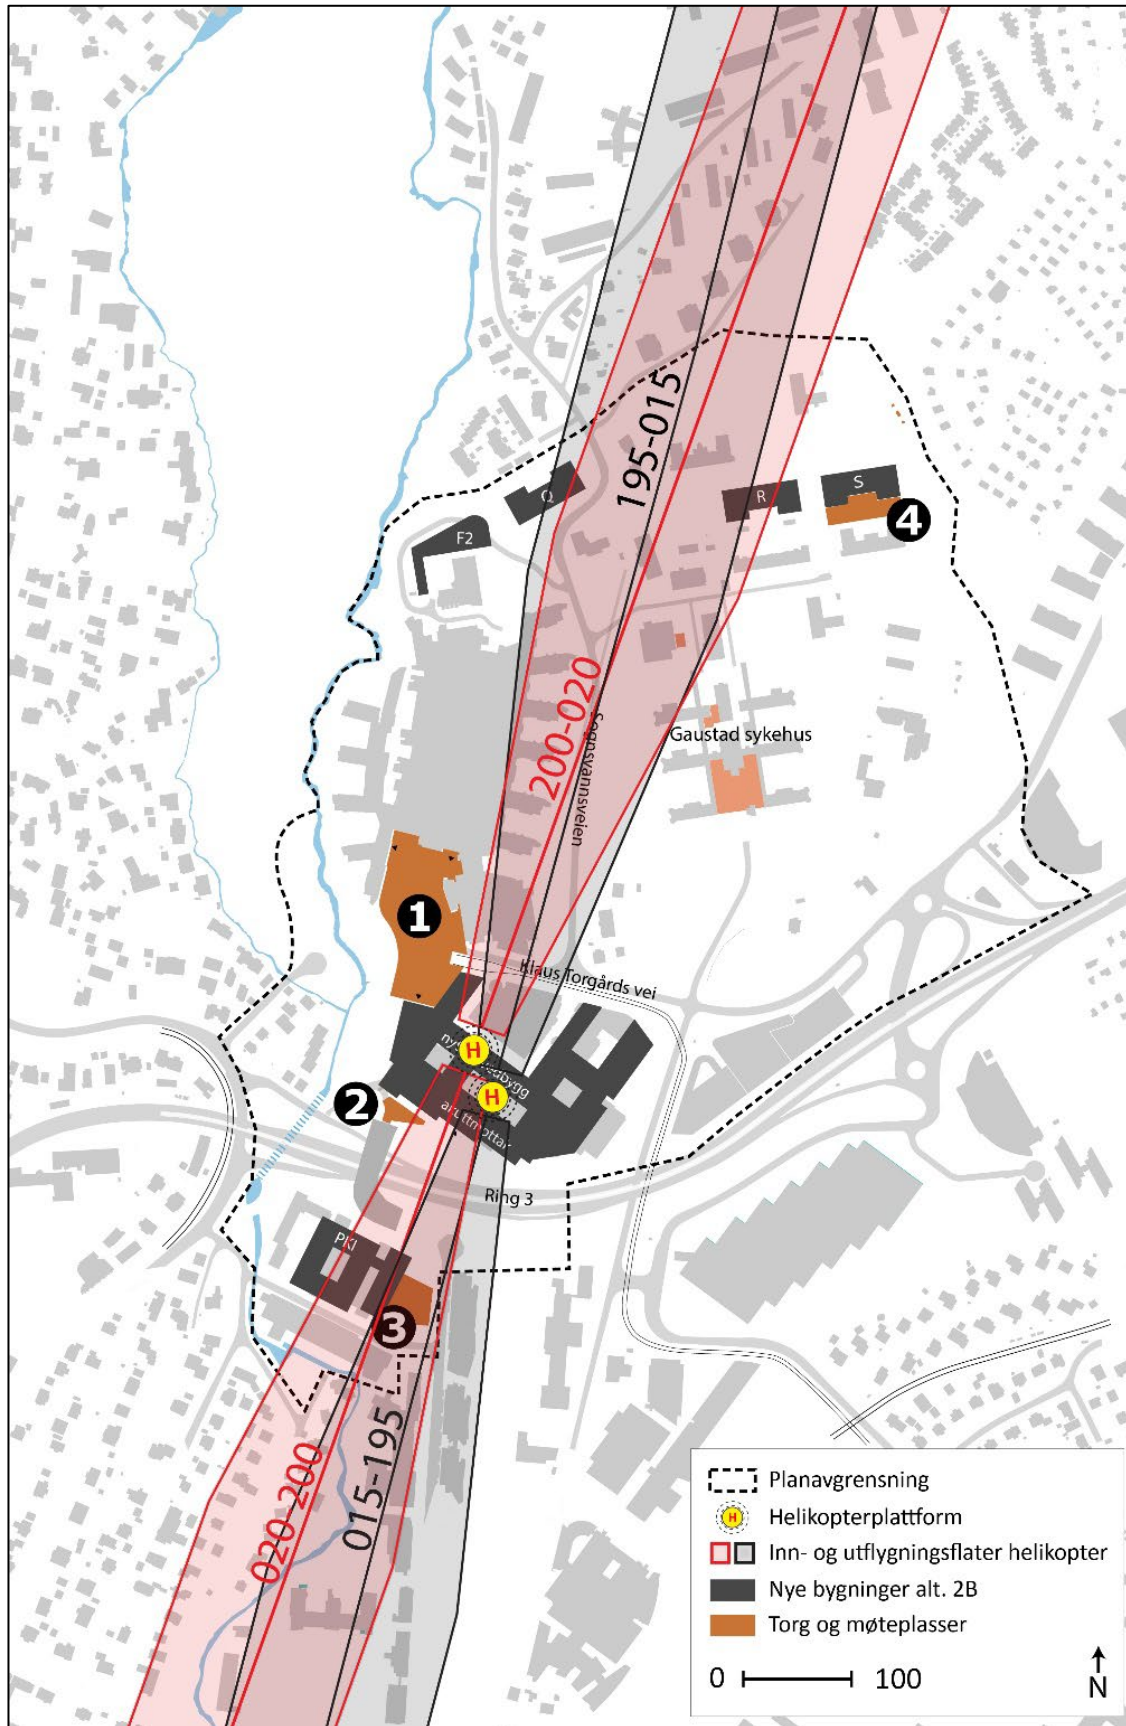 195-015
Q
F2
R
S
4
200-020
Sognsvannsveien
Gaustad sykehus
1
Klaus Torgårds vei
H
H
2
akuttmottak
Ring 3
PKI
3
020-200
015-195
Planavgrensning
H
Helikopterplattform
Inn- og utflygningsflater helikopter
Nye bygninger alt. 2B
Torg og møteplasser
0
100
N